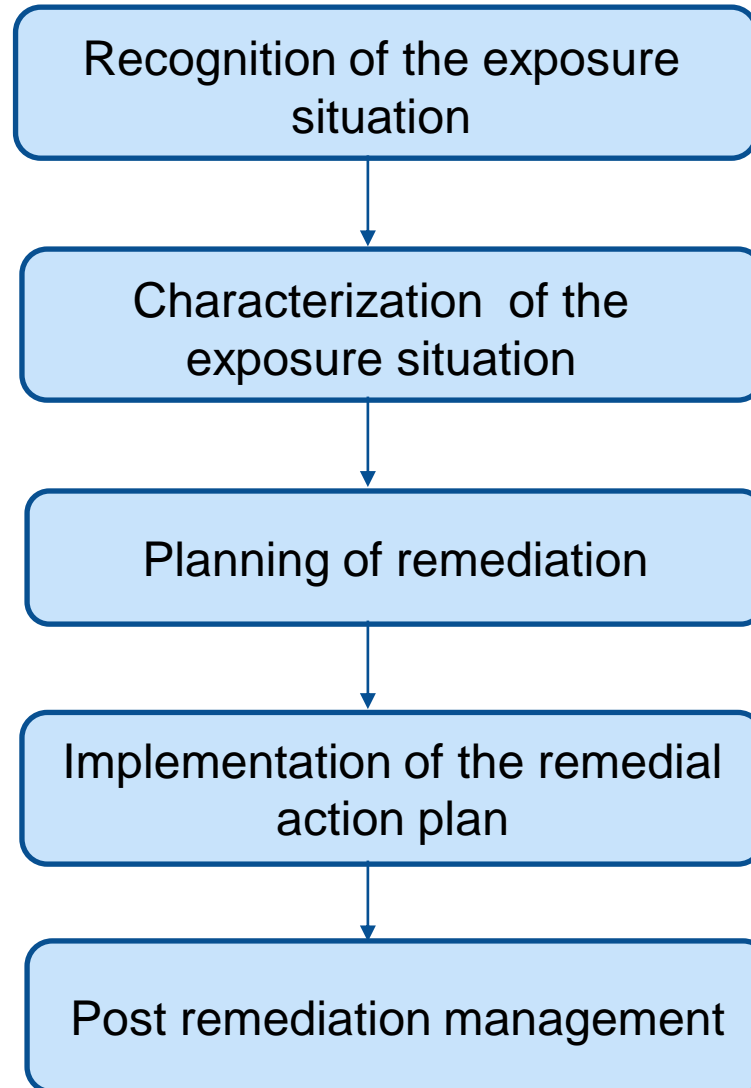 Recognition of the exposure
situation
Characterization  of the
exposure situation
Planning of remediation
Implementation of the remedial
action plan
Post remediation management